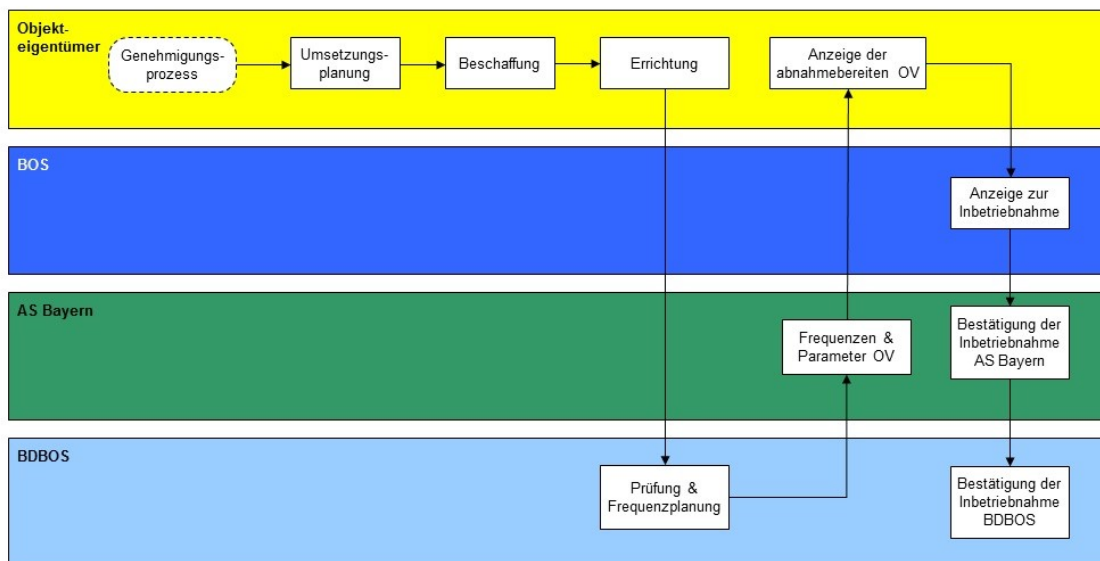 Objekt-
eigentümer
Genehmigungs-
prozess
Umsetzungs-
planung
Beschaffung
Errichtung
Anzeige der
abnahmebereiten OV
BOS
Anzeige zur
Inbetriebnahme
AS Bayern
Frequenzen &
Parameter OV
Bestätigung der
Inbetriebnahme
AS Bayern
BDBOS
Prüfung &
Frequenzplanung
Bestätigung der
Inbetriebnahme
BDBOS